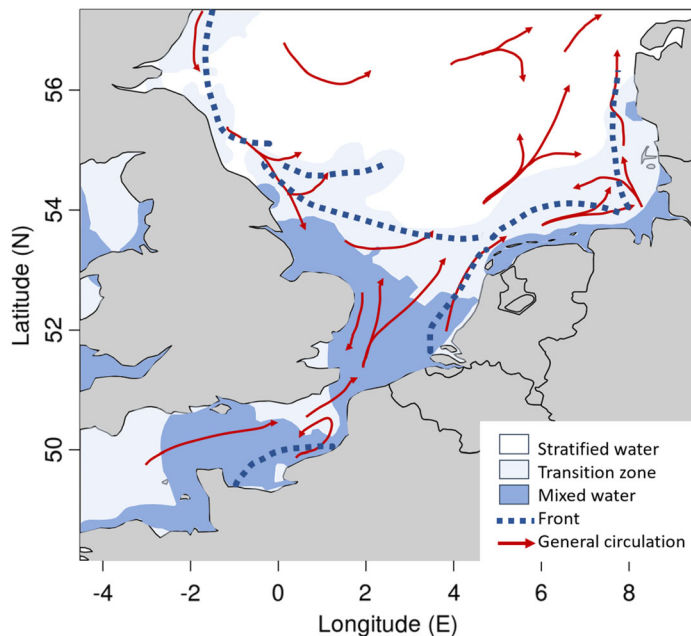 56
54
52
50
Latitude (N)
Stratified water
Transition zone
Mixed water
Front
General circulation
-4 -2 0 2 4 6 8
Longitude (E)